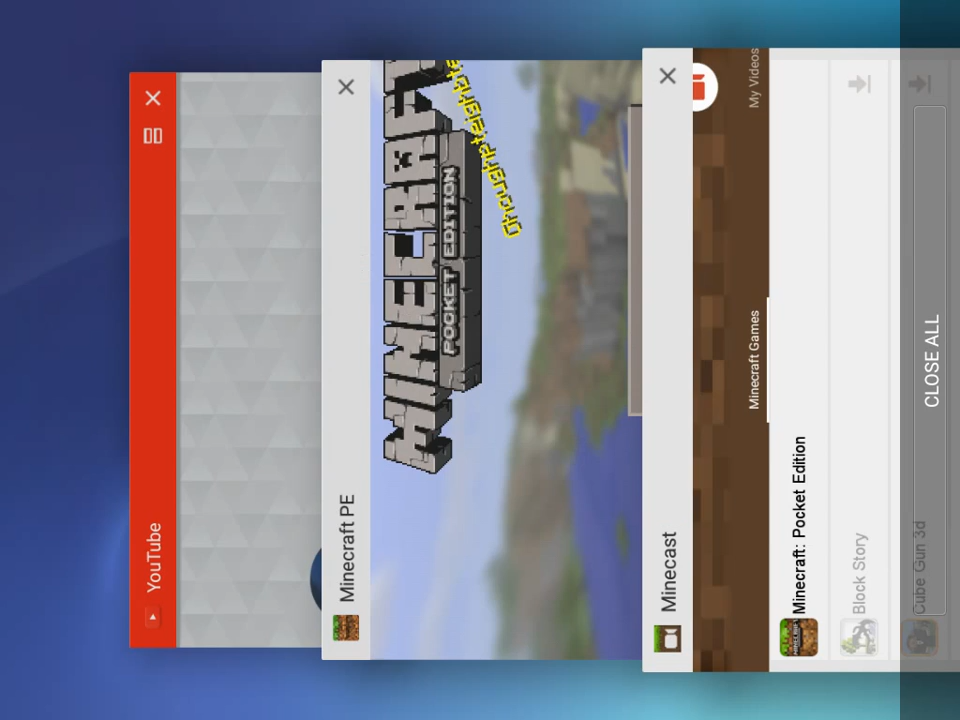 YouTube
Minecraft PE
MINECRAFT
POCKET EDITION
Minecast
Minecraft Games
My Videos
Minecraft: Pocket Edition
Block Story
Cube Gun 3d
CLOSE ALL